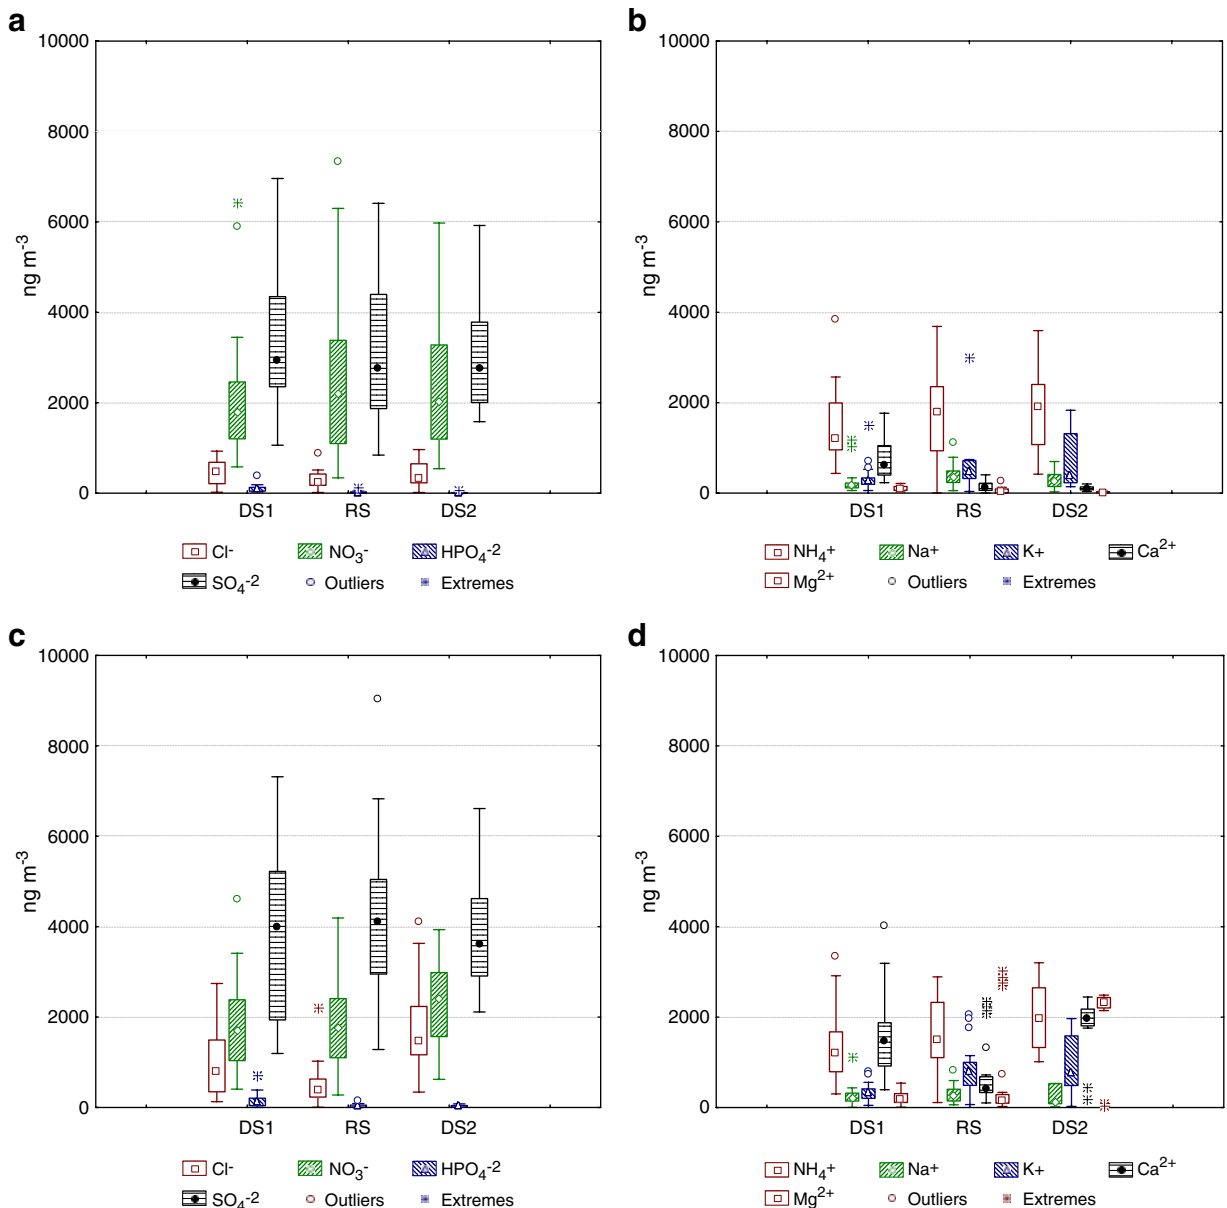 a
10000
8000
6000
4000
2000
0
ng m-3
DS1 RS DS2
Cl- NO3- HPO4-2
SO4-2 Outliers Extremes
b
10000
8000
6000
4000
2000
0
ng m-3
DS1 RS DS2
NH4+ Na+ K+ Ca2+
Mg2+ Outliers Extremes
c
10000
8000
6000
4000
2000
0
ng m-3
DS1 RS DS2
Cl- NO3- HPO4-2
SO4-2 Outliers Extremes
d
10000
8000
6000
4000
2000
0
ng m-3
DS1 RS DS2
NH4+ Na+ K+ Ca2+
Mg2+ Outliers Extremes